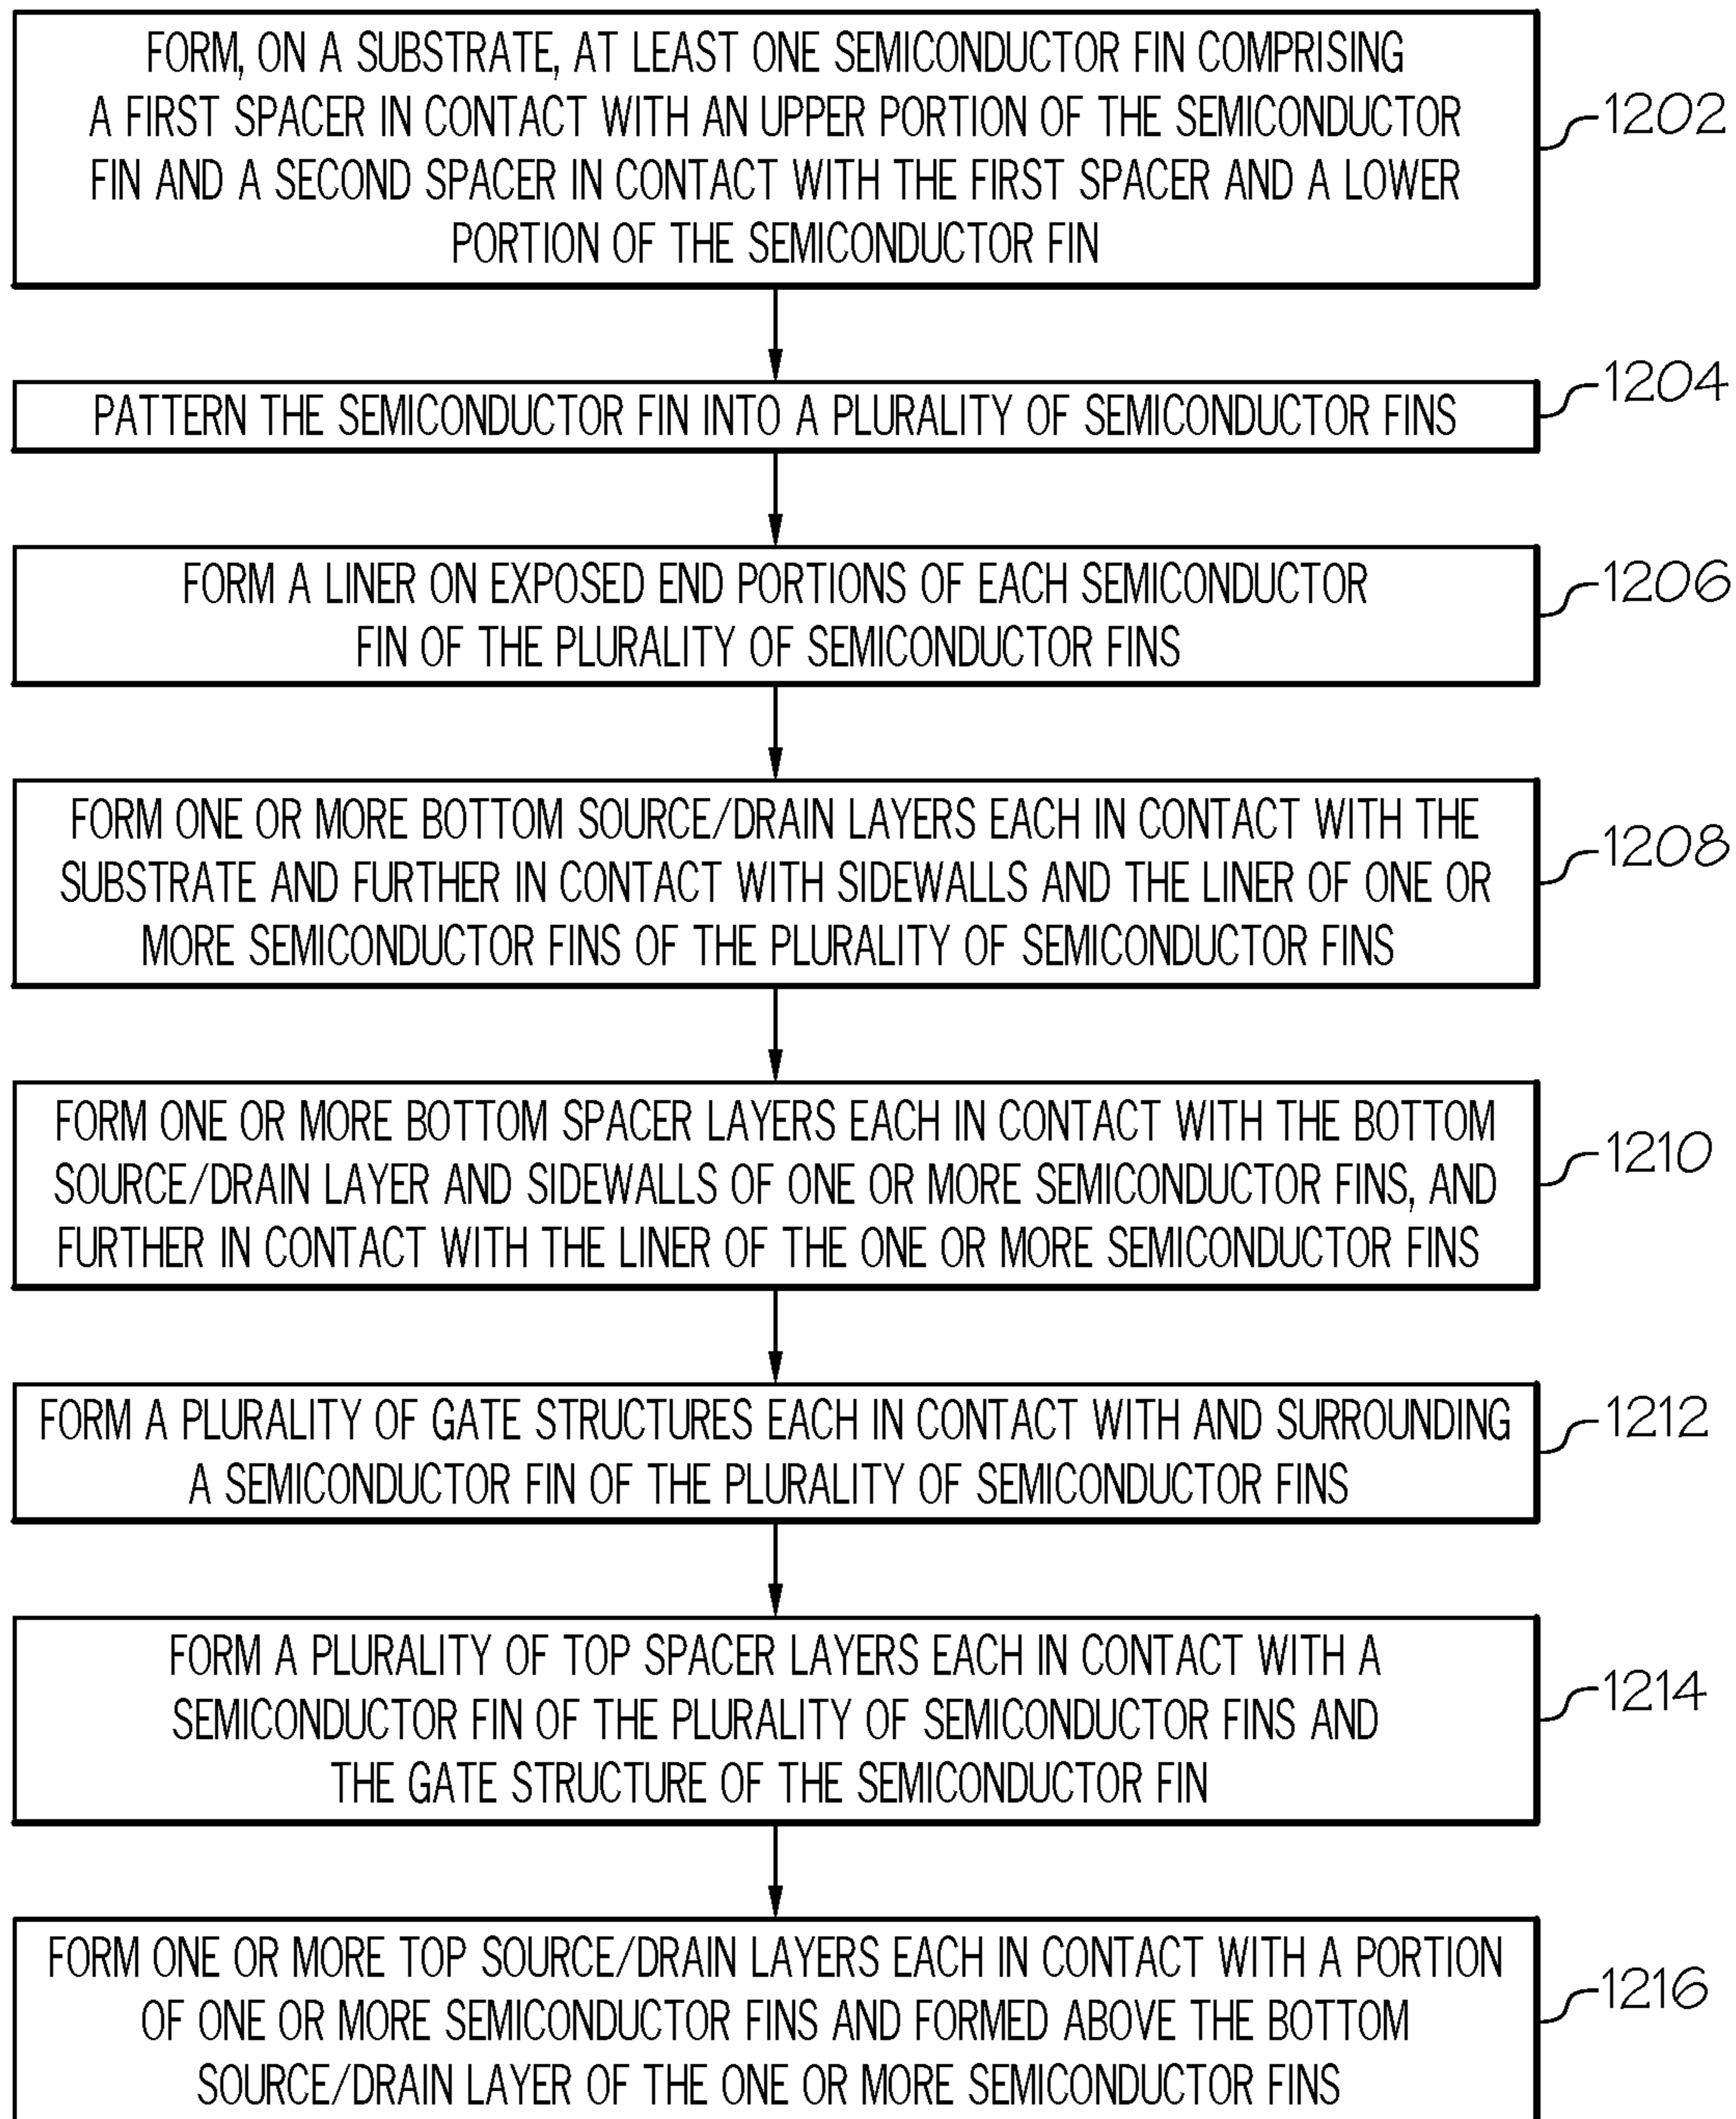 FORM, ON A SUBSTRATE, AT LEAST ONE SEMICONDUCTOR FIN COMPRISING
A FIRST SPACER IN CONTACT WITH AN UPPER PORTION OF THE SEMICONDUCTOR
FIN AND A SECOND SPACER IN CONTACT WITH THE FIRST SPACER AND A LOWER
PORTION OF THE SEMICONDUCTOR FIN
1202
PATTERN THE SEMICONDUCTOR FIN INTO A PLURALITY OF SEMICONDUCTOR FINS
1204
FORM A LINER ON EXPOSED END PORTIONS OF EACH SEMICONDUCTOR
FIN OF THE PLURALITY OF SEMICONDUCTOR FINS
1206
FORM ONE OR MORE BOTTOM SOURCE/DRAIN LAYERS EACH IN CONTACT WITH THE
SUBSTRATE AND FURTHER IN CONTACT WITH SIDEWALLS AND THE LINER OF ONE OR
MORE SEMICONDUCTOR FINS OF THE PLURALITY OF SEMICONDUCTOR FINS
1208
FORM ONE OR MORE BOTTOM SPACER LAYERS EACH IN CONTACT WITH THE BOTTOM
SOURCE/DRAIN LAYER AND SIDEWALLS OF ONE OR MORE SEMICONDUCTOR FINS, AND
FURTHER IN CONTACT WITH THE LINER OF THE ONE OR MORE SEMICONDUCTOR FINS
1210
FORM A PLURALITY OF GATE STRUCTURES EACH IN CONTACT WITH AND SURROUNDING
A SEMICONDUCTOR FIN OF THE PLURALITY OF SEMICONDUCTOR FINS
1212
FORM A PLURALITY OF TOP SPACER LAYERS EACH IN CONTACT WITH A
SEMICONDUCTOR FIN OF THE PLURALITY OF SEMICONDUCTOR FINS AND
THE GATE STRUCTURE OF THE SEMICONDUCTOR FIN
1214
FORM ONE OR MORE TOP SOURCE/DRAIN LAYERS EACH IN CONTACT WITH A PORTION
OF ONE OR MORE SEMICONDUCTOR FINS AND FORMED ABOVE THE BOTTOM
SOURCE/DRAIN LAYER OF THE ONE OR MORE SEMICONDUCTOR FINS
1216